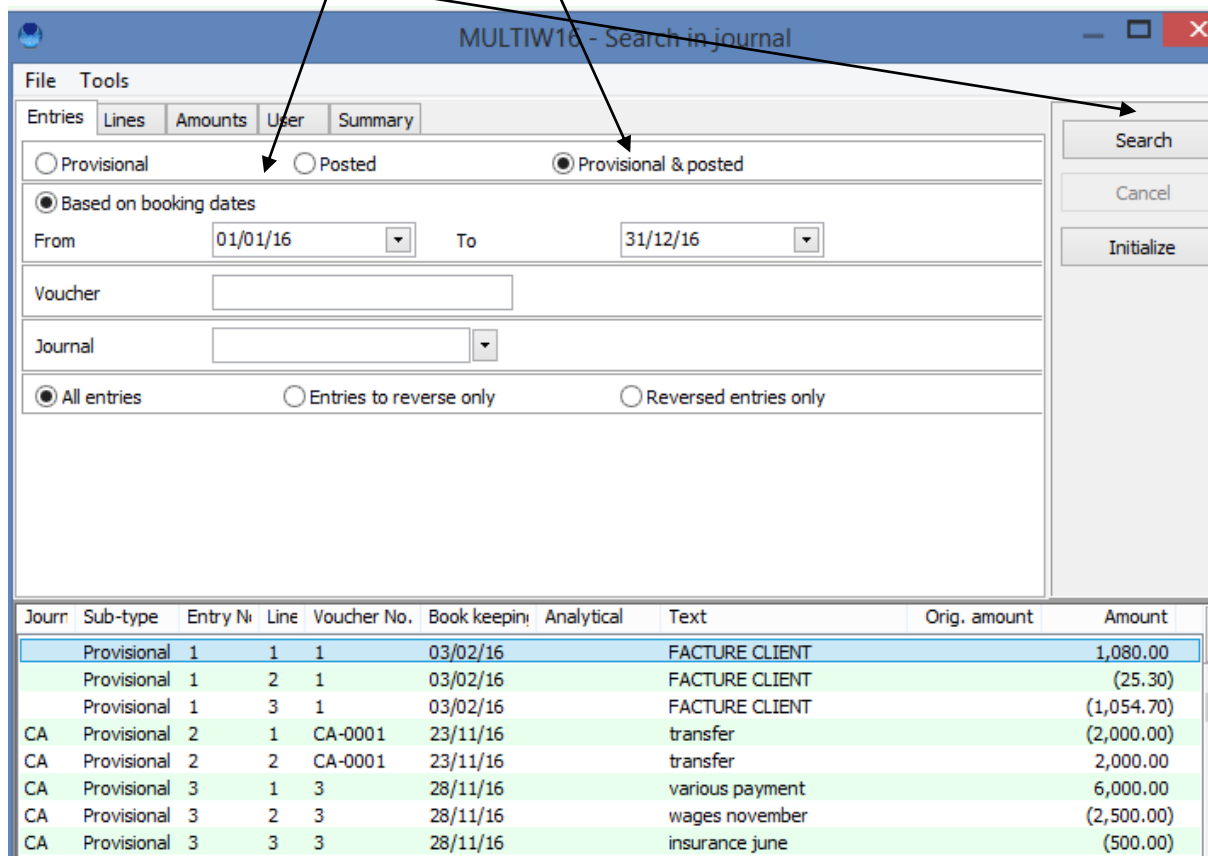 MULTIW16 - Search in journal
File Tools
Entries Lines Amounts User Summary
Provisional Posted Provisional & posted
Based on booking dates
From 01/01/16 To 31/12/16
Voucher
Journal
All entries Entries to reverse only Reversed entries only
Search
Cancel
Initialize
Journ Sub-type Entry No Line Voucher No. Book keeping Analytical Text Orig. amount Amount
Provisional 1 1 1 03/02/16 FACTURE CLIENT 1,080.00
Provisional 1 2 1 03/02/16 FACTURE CLIENT (25.30)
Provisional 1 3 1 03/02/16 FACTURE CLIENT (1,054.70)
CA Provisional 2 1 CA-0001 23/11/16 transfer (2,000.00)
CA Provisional 2 2 CA-0001 23/11/16 transfer 2,000.00
CA Provisional 3 1 3 28/11/16 various payment 6,000.00
CA Provisional 3 2 3 28/11/16 wages november (2,500.00)
CA Provisional 3 3 3 28/11/16 insurance june (500.00)